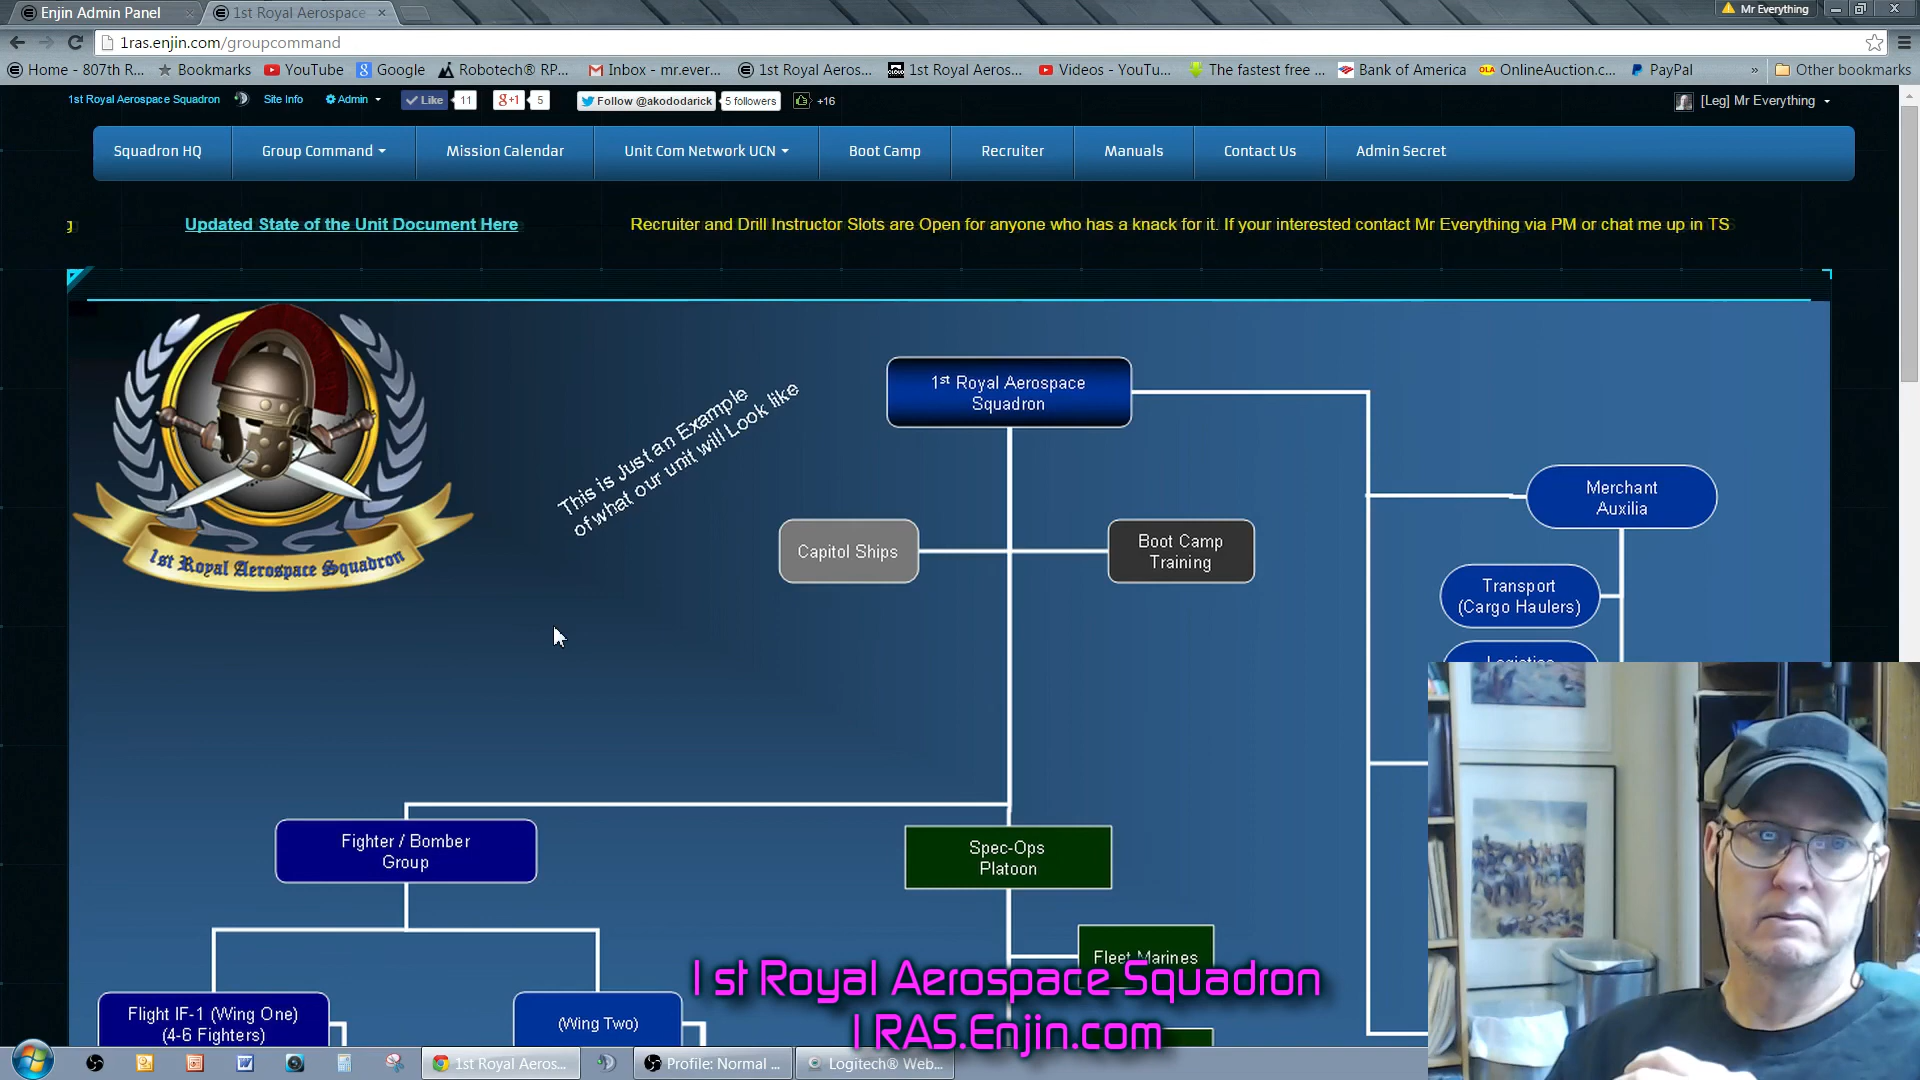 Enjin Admin Panel
1st Royal Aerospace
Mr Everything
1ras.enjin.com/groupcommand
Home - 807th R...
Bookmarks
YouTube
Google
Robotech® RP...
Inbox - mr.ever...
1st Royal Aeros...
1st Royal Aeros...
Videos - YouTu...
The fastest free ...
Bank of America
OnlineAuction.c...
PayPal
»
Other bookmarks
1st Royal Aerospace Squadron
Site Info
Admin
Like
11
g+1
5
Follow @akododarick
5 followers
+16
[Leg] Mr Everything
Squadron HQ
Group Command
Mission Calendar
Unit Com Network UCN
Boot Camp
Recruiter
Manuals
Contact Us
Admin Secret
g
Updated State of the Unit Document Here
Recruiter and Drill Instructor Slots are Open for anyone who has a knack for it. If your interested contact Mr Everything via PM or chat me up in TS
1st Royal Aerospace Squadron
This is Just an Example
of what our unit will Look like
1st Royal Aerospace
Squadron
Capitol Ships
Boot Camp
Training
Merchant
Auxilia
Transport
(Cargo Haulers)
Logistics
Fighter / Bomber
Group
Spec-Ops
Platoon
Fleet Marines
Flight IF-1 (Wing One)
(4-6 Fighters)
(Wing Two)
1st Royal Aerospace Squadron
1RAS.Enjin.com
1st Royal Aeros...
Profile: Normal ...
Logitech® Web...